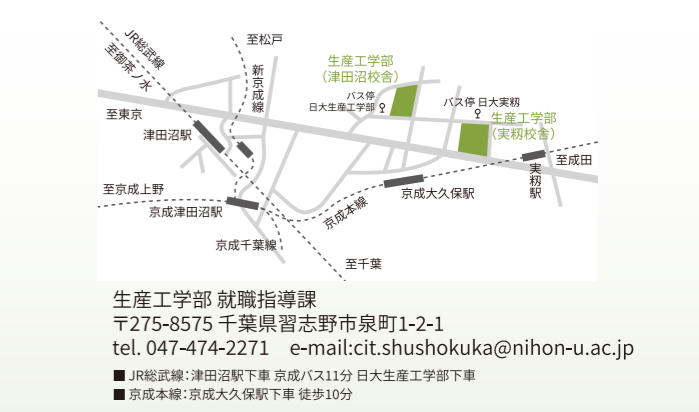 JR総武線
至御茶ノ水
至松戸
新京成線
生産工学部
（津田沼校舎）
バス停
日大生産工学部
バス停 日大実籾
生産工学部
（実籾校舎）
至東京
津田沼駅
至成田
実籾駅
至京成上野
京成津田沼駅
京成本線
京成大久保駅
京成千葉線
至千葉
生産工学部 就職指導課
〒275-8575 千葉県習志野市泉町1-2-1
tel. 047-474-2271　e-mail:cit.shushokuka@nihon-u.ac.jp
■ JR総武線：津田沼駅下車 京成バス11分 日大生産工学部下車
■ 京成本線：京成大久保駅下車 徒歩10分